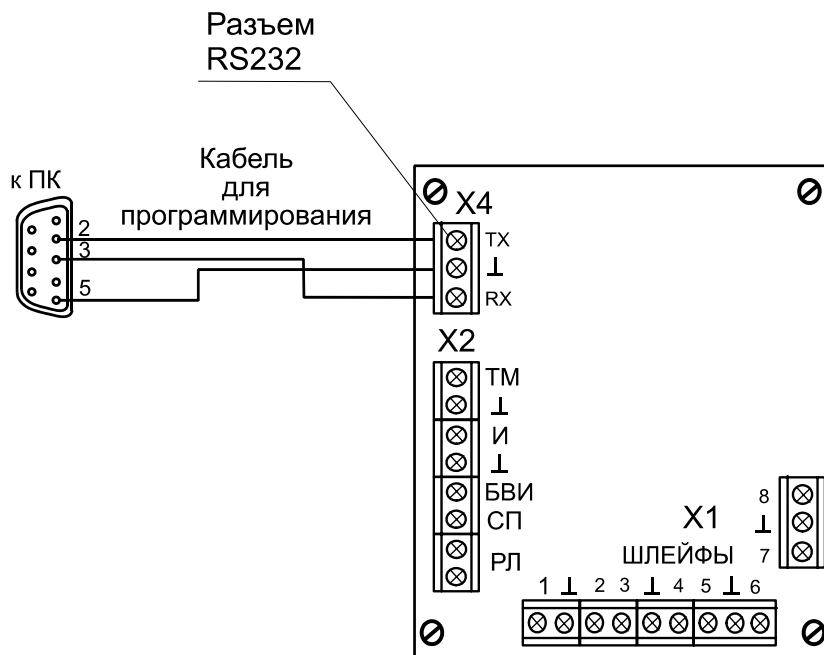 Разъем
RS232
Кабель
для
программирования
к ПК
2
3
5
X4
TX
⊥
RX
X2
ТМ
⊥
И
⊥
БВИ
СП
РЛ
X1
ШЛЕЙФЫ
8
⊥
7
1 ⊥ 2 3 ⊥ 4 5 ⊥ 6